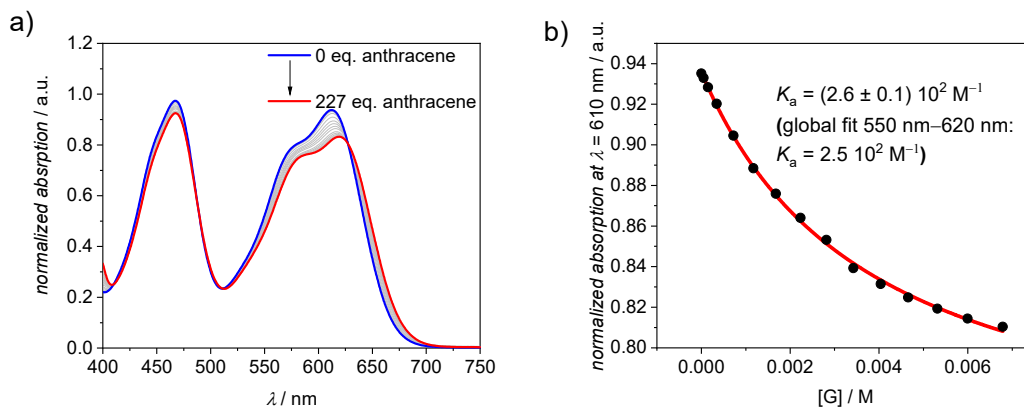 a)
normalized absrption / a.u.
1.2
1.0
0.8
0.6
0.4
0.2
0.0
0 eq. anthracene
227 eq. anthracene
400 450 500 550 600 650 700 750
λ / nm
b)
normalized absorption at λ = 610 nm / a.u.
0.94
0.92
0.90
0.88
0.86
0.84
0.82
0.80
Kₐ = (2.6 ± 0.1) 10² M⁻¹
(global fit 550 nm–620 nm:
Kₐ = 2.5 10² M⁻¹)
0.000 0.002 0.004 0.006
[G] / M